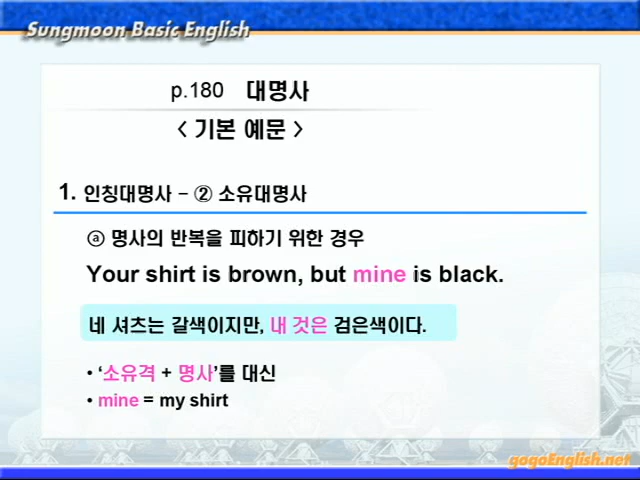 Sungmoon Basic English
p.180 대명사
< 기본 예문 >
1. 인칭대명사 – ② 소유대명사
ⓐ 명사의 반복을 피하기 위한 경우
Your shirt is brown, but mine is black.
네 셔츠는 갈색이지만, 내 것은 검은색이다.
• ‘소유격 + 명사’를 대신
• mine = my shirt
gogoEnglish.net